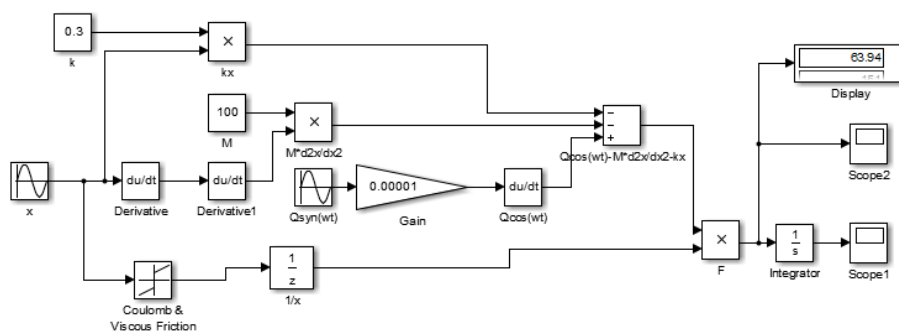 0.3
k
×
kx
63.94
Display
100
M
×
M*d2x/dx2
−
−
+
Qcos(wt)-M*d2x/dx2-kx
Scope2
x
du/dt
Derivative
du/dt
Derivative1
Qsyn(wt)
0.00001
Gain
du/dt
Qcos(wt)
×
F
1
s
Integrator
Scope1
Coulomb &
Viscous Friction
1
z
1/x